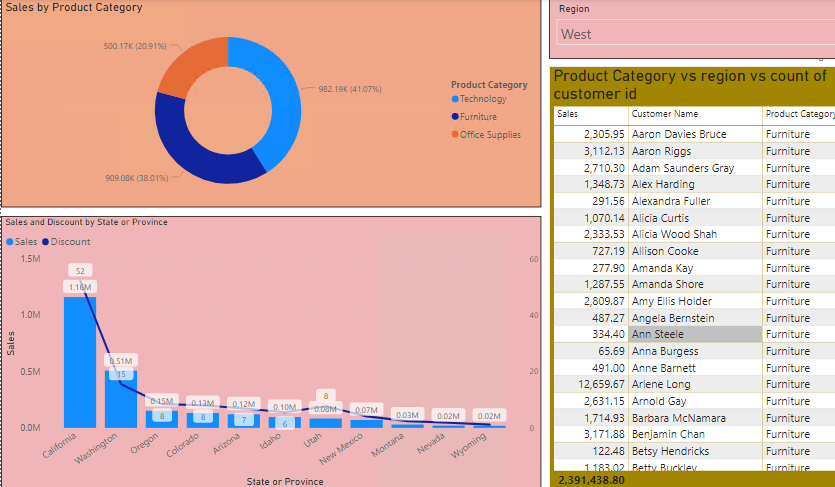 Sales by Product Category
500.17K (20.91%)
982.19K (41.07%)
909.08K (38.01%)
Product Category
Technology
Furniture
Office Supplies
Region
West
Sales and Discount by State or Province
Sales Discount
1.5M
1.0M
0.5M
0.0M
Sales
60
40
20
0
52
1.16M
0.51M
15
0.15M
8
0.13M
8
0.12M
7
0.10M
6
8
0.08M
0.07M
0.03M
0.02M
0.02M
California
Washington
Oregon
Colorado
Arizona
Idaho
Utah
New Mexico
Montana
Nevada
Wyoming
State or Province
Product Category vs region vs count of
customer id
Sales Customer Name Product Category
2,305.95 Aaron Davies Bruce Furniture
3,112.13 Aaron Riggs Furniture
2,710.30 Adam Saunders Gray Furniture
1,348.73 Alex Harding Furniture
291.56 Alexandra Fuller Furniture
1,070.14 Alicia Curtis Furniture
2,333.53 Alicia Wood Shah Furniture
727.19 Allison Cooke Furniture
277.90 Amanda Kay Furniture
1,287.55 Amanda Shore Furniture
2,809.87 Amy Ellis Holder Furniture
487.27 Angela Bernstein Furniture
334.40 Ann Steele Furniture
65.69 Anna Burgess Furniture
491.00 Anne Barnett Furniture
12,659.67 Arlene Long Furniture
2,631.15 Arnold Gay Furniture
1,714.93 Barbara McNamara Furniture
3,171.88 Benjamin Chan Furniture
122.48 Betsy Hendricks Furniture
1,183.02 Betty Buckley Furniture
2,391,438.80